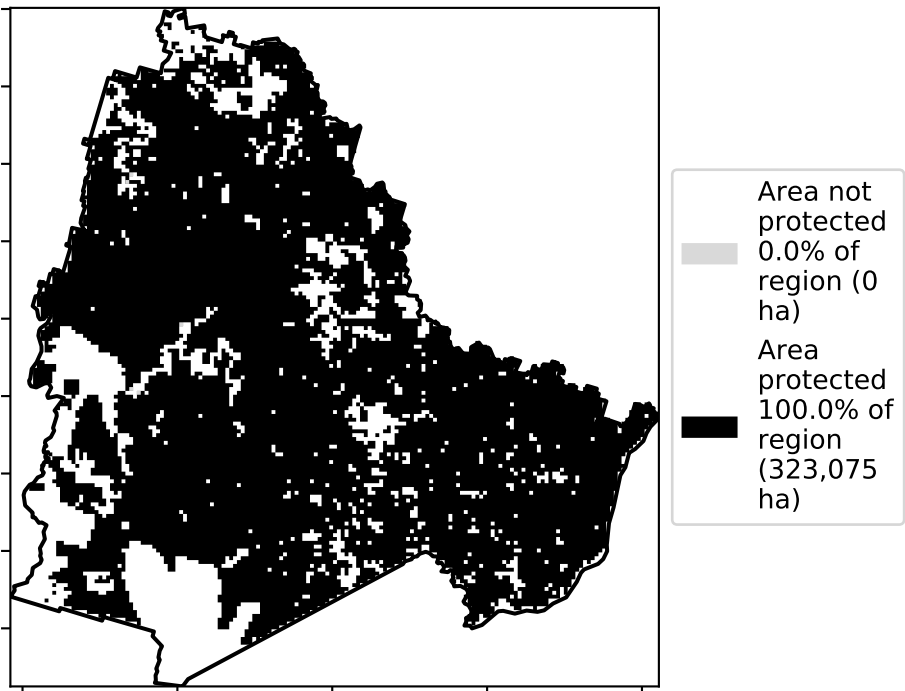 Area not
protected
0.0% of
region (0
ha)
Area
protected
100.0% of
region
(323,075
ha)